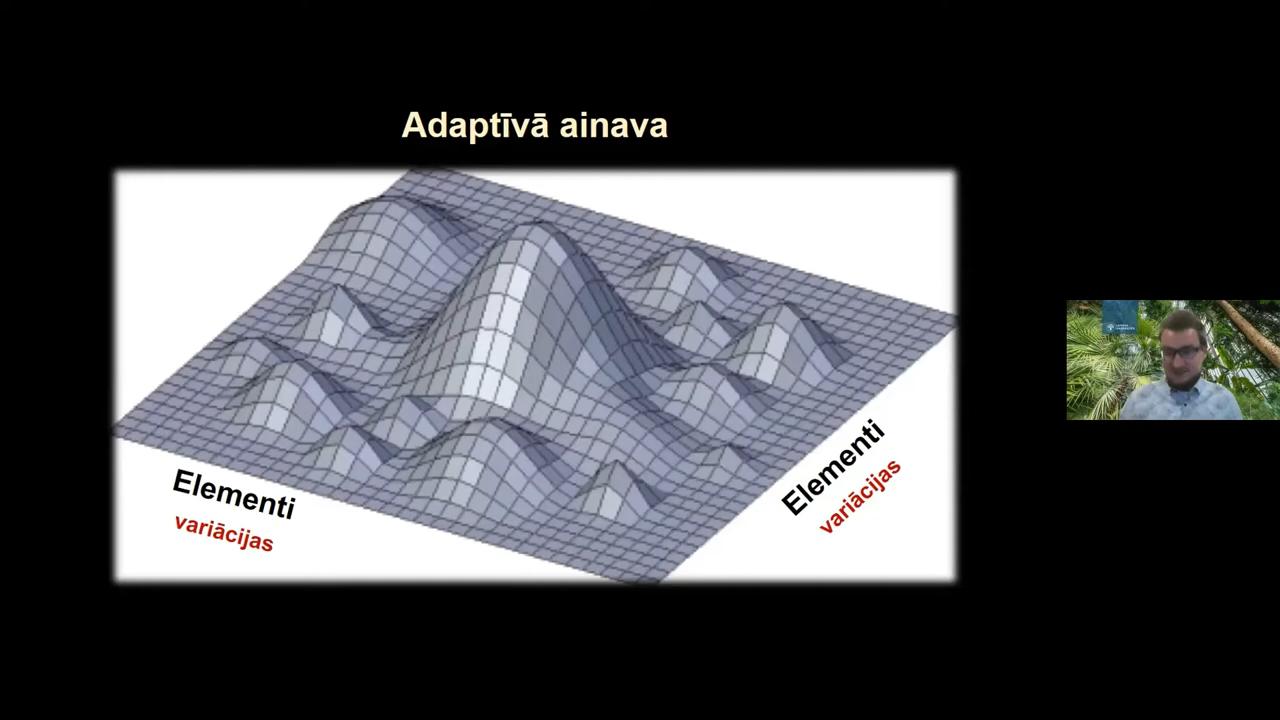 Adaptīvā ainava
Elementi
variācijas
Elementi
variācijas